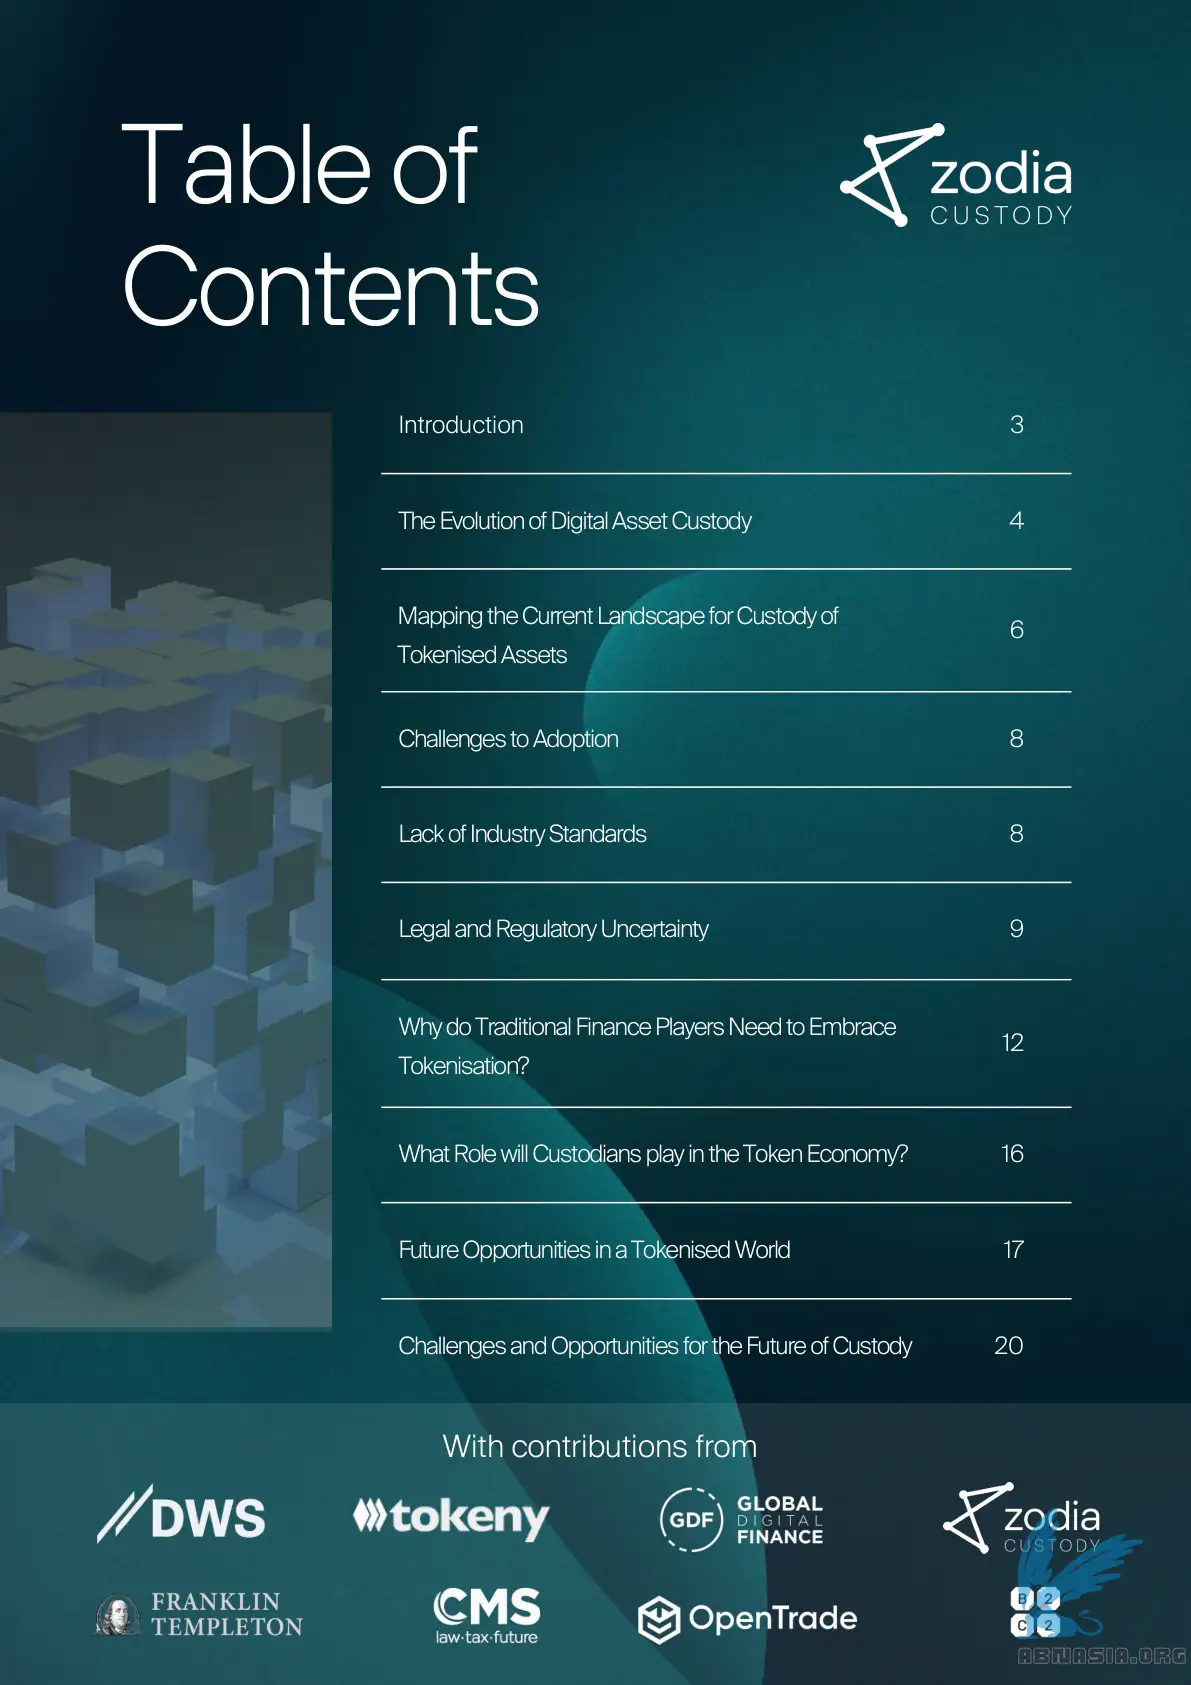 Table of
Contents
zodia
CUSTODY
Introduction 3
The Evolution of Digital Asset Custody 4
Mapping the Current Landscape for Custody of
Tokenised Assets
6
Challenges to Adoption 8
Lack of Industry Standards 8
Legal and Regulatory Uncertainty 9
Why do Traditional Finance Players Need to Embrace
Tokenisation?
12
What Role will Custodians play in the Token Economy? 16
Future Opportunities in a Tokenised World 17
Challenges and Opportunities for the Future of Custody 20
With contributions from
DWS
tokeny
GDF
GLOBAL
DIGITAL
FINANCE
zodia
CUSTODY
FRANKLIN
TEMPLETON
CMS
law·tax·future
OpenTrade
B 2
C 2
ABNASIA.ORG